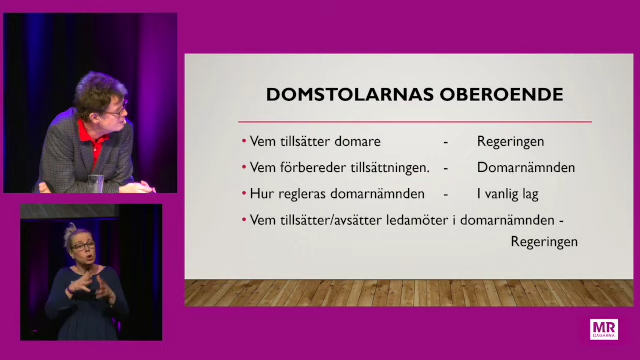 DOMSTOLARNAS OBEROENDE
• Vem tillsätter domare - Regeringen
• Vem förbereder tillsättningen. - Domarnämnden
• Hur regleras domarnämnden - I vanlig lag
• Vem tillsätter/avsätter ledamöter i domarnämnden -
Regeringen
MR
DAGARNA